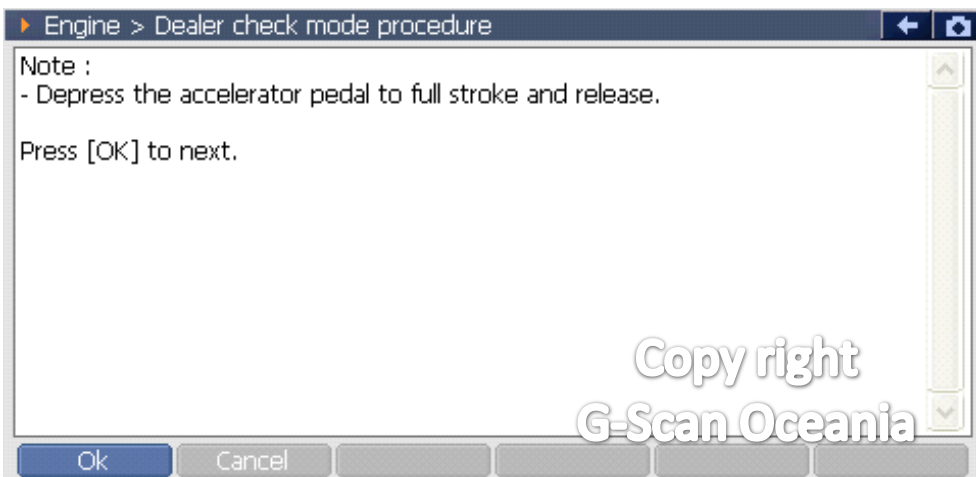 Engine > Dealer check mode procedure
Note :
- Depress the accelerator pedal to full stroke and release.
Press [OK] to next.
Copy right
G-Scan Oceania
Ok
Cancel